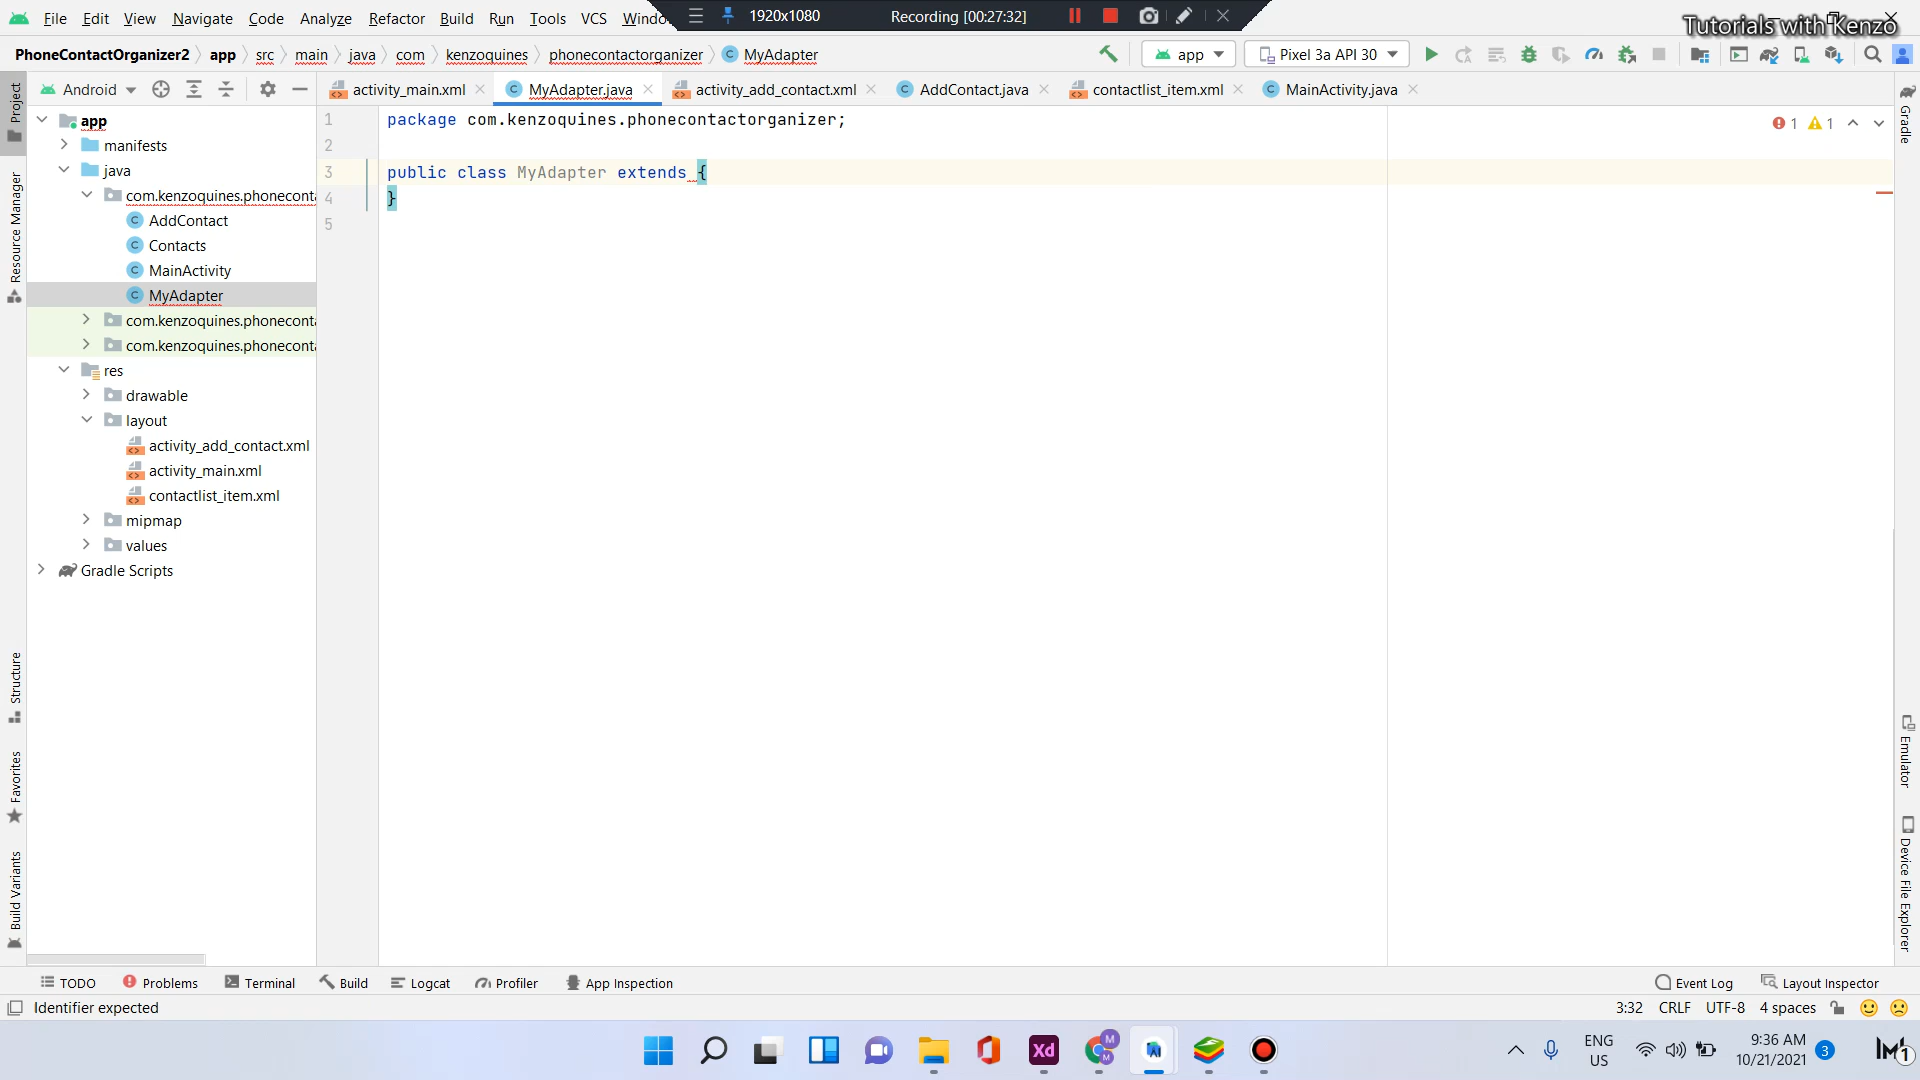 File Edit View Navigate Code Analyze Refactor Build Run Tools VCS Windo
1920x1080 Recording [00:27:32]
Tutorials with Kenzo
PhoneContactOrganizer2 app src main java com kenzoquines phonecontactorganizer MyAdapter
app Pixel 3a API 30
Android
activity_main.xml MyAdapter.java activity_add_contact.xml AddContact.java contactlist_item.xml MainActivity.java
Project
Resource Manager
Structure
Favorites
Build Variants
app
manifests
java
com.kenzoquines.phoneconta
AddContact
Contacts
MainActivity
MyAdapter
com.kenzoquines.phoneconta
com.kenzoquines.phoneconta
res
drawable
layout
activity_add_contact.xml
activity_main.xml
contactlist_item.xml
mipmap
values
Gradle Scripts
1 package com.kenzoquines.phonecontactorganizer;
2
3 public class MyAdapter extends {
4 }
5
1 1
Gradle
Emulator
Device File Explorer
TODO Problems Terminal Build Logcat Profiler App Inspection Event Log Layout Inspector
Identifier expected 3:32 CRLF UTF-8 4 spaces
Xd M M
ENG
US
9:36 AM
10/21/2021
3
1